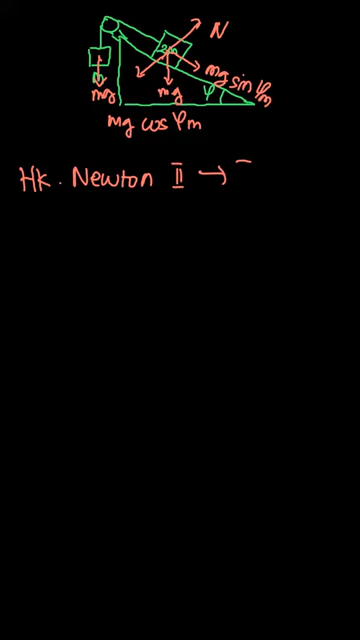 N
2m
mg
mg
φ
mg sin φm
mg cos φm
Hk. Newton II →